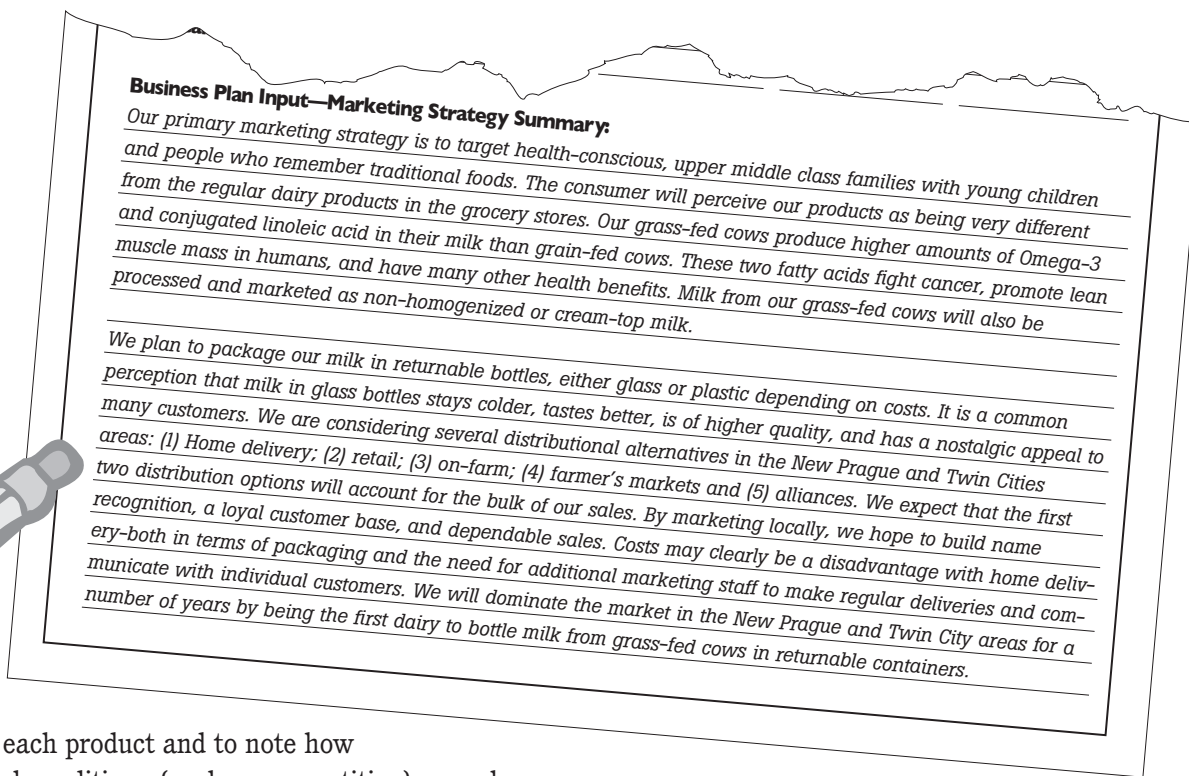 Business Plan Input—Marketing Strategy Summary:
Our primary marketing strategy is to target health-conscious, upper middle class families with young children
and people who remember traditional foods. The consumer will perceive our products as being very different
from the regular dairy products in the grocery stores. Our grass-fed cows produce higher amounts of Omega-3
and conjugated linoleic acid in their milk than grain-fed cows. These two fatty acids fight cancer, promote lean
muscle mass in humans, and have many other health benefits. Milk from our grass-fed cows will also be
processed and marketed as non-homogenized or cream-top milk.
We plan to package our milk in returnable bottles, either glass or plastic depending on costs. It is a common
perception that milk in glass bottles stays colder, tastes better, is of higher quality, and has a nostalgic appeal to
many customers. We are considering several distributional alternatives in the New Prague and Twin Cities
areas: (1) Home delivery; (2) retail; (3) on-farm; (4) farmer's markets and (5) alliances. We expect that the first
two distribution options will account for the bulk of our sales. By marketing locally, we hope to build name
recognition, a loyal customer base, and dependable sales. Costs may clearly be a disadvantage with home deliv-
ery-both in terms of packaging and the need for additional marketing staff to make regular deliveries and com-
municate with individual customers. We will dominate the market in the New Prague and Twin City areas for a
number of years by being the first dairy to bottle milk from grass-fed cows in returnable containers.
each product and to note how